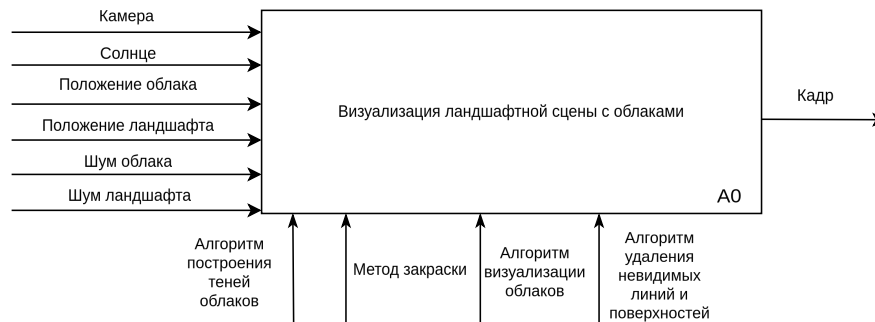 Камера
Солнце
Положение облака
Положение ландшафта
Шум облака
Шум ландшафта
Визуализация ландшафтной сцены с облаками
A0
Кадр
Алгоритм
построения
теней
облаков
Метод закраски
Алгоритм
визуализации
облаков
Алгоритм
удаления
невидимых
линий и
поверхностей